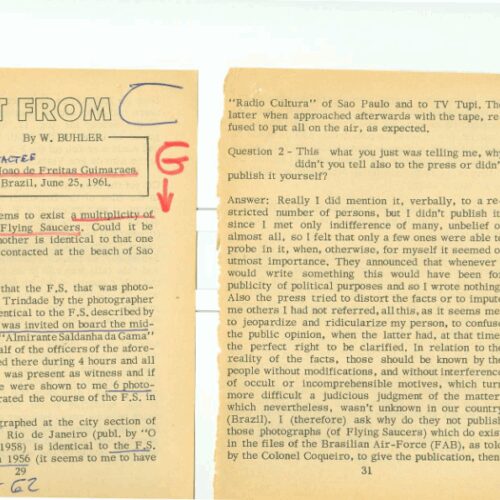 T FROM
By W. BUHLER
Joao de Freitas Guimaraes,
Brazil, June 25, 1961.
G
ems to exist a multiplicity of
Flying Saucers. Could it be
nother is identical to that one
contacted at the beach of Sao
that the F.S. that was photo-
Trindade by the photographer
entical to the F.S. described by
was invited on board the mid-
"Almirante Saldanha da Gama"
alf of the officers of the afore-
ed there during 4 hours and all
was present as witness and if
e were shown to me 6 photo-
rated the course of the F.S. in
graphed at the city section of
Rio de Janeiro (publ. by "O
1958) is identical to the F.S.
n 1956 (it seems to me to have
29
-62
"Radio Cultura" of Sao Paulo and to TV Tupi. The
latter when approached afterwards with the tape, re-
fused to put all on the air, as expected.
Question 2 - This what you just was telling me, why
didn't you tell also to the press or didn't
publish it yourself?
Answer: Really I did mention it, verbally, to a re-
stricted number of persons, but I didn't publish it
since I met only indifference of many, unbelief o
almost all, so I felt that only a few ones were able to
probe in it, when, otherwise, for myself it seemed of
utmost importance. They announced that whenever
would write something this would have been for
publicity of political purposes and so I wrote nothing.
Also the press tried to distort the facts or to impute
me others I had not referred, all this, as it seems me
to jeopardize and ridicularize my person, to confuse
the public opinion, when the latter had, at that time,
the perfect right to be clarified, in relation to the
reality of the facts, those should be known by the
people without modifications, and without interference
of occult or incomprehensible motives, which turn
more difficult a judicious judgment of the matter
which nevertheless, wasn't unknown in our country
(Brazil). I (therefore) ask why do they not publish
those photographs (of Flying Saucers) which do exist
in the files of the Brasilian Air-Force (FAB), as told
by the Colonel Coqueiro, to give the publication, then
31